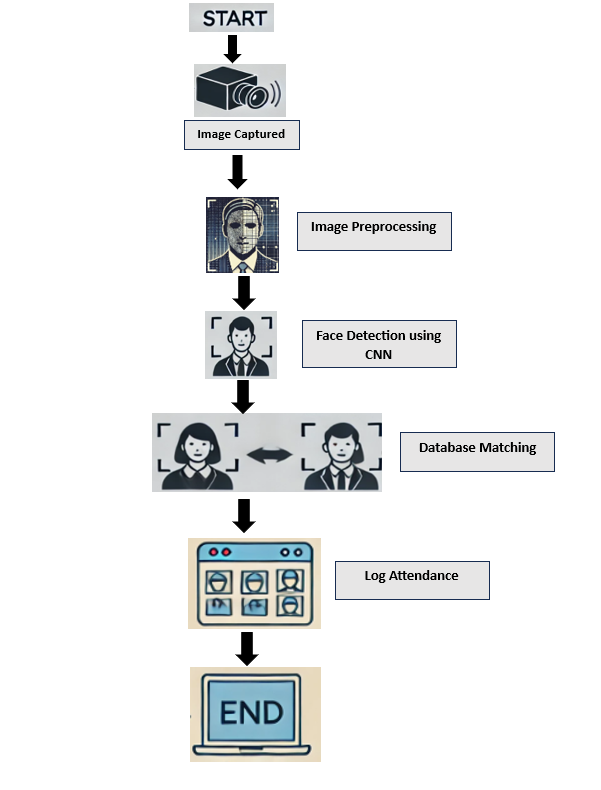 START
Image Captured
Image Preprocessing
Face Detection using
CNN
Database Matching
Log Attendance
END